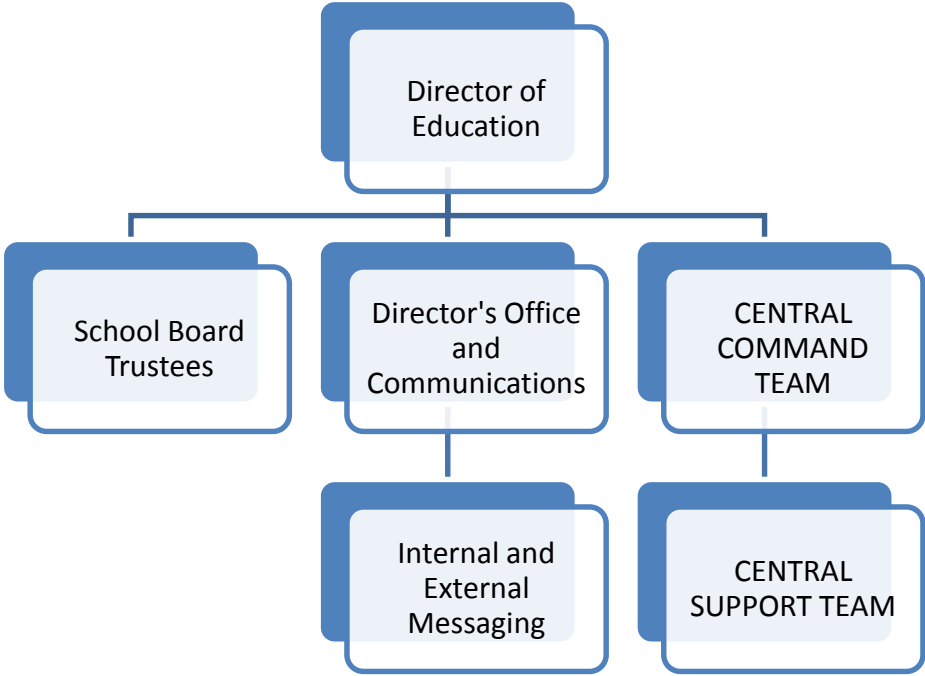 Director of
Education
School Board
Trustees
Director's Office
and
Communications
CENTRAL
COMMAND
TEAM
Internal and
External
Messaging
CENTRAL
SUPPORT TEAM